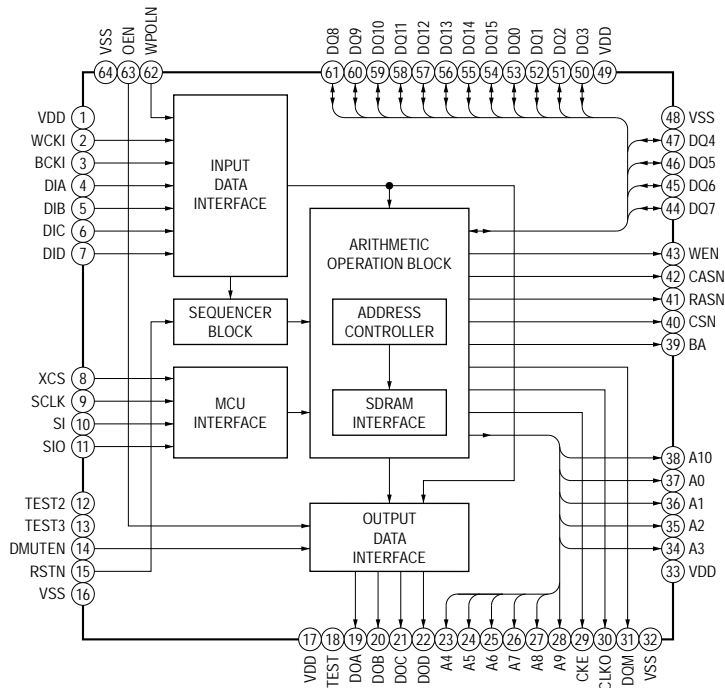 VSS
OEN
WPOLN
DQ8
DQ9
DQ10
DQ11
DQ12
DQ13
DQ14
DQ15
DQ0
DQ1
DQ2
DQ3
VDD
64
63
62
61
60
59
58
57
56
55
54
53
52
51
50
49
VDD 1
WCKI 2
BCKI 3
DIA 4
DIB 5
DIC 6
DID 7
XCS 8
SCLK 9
SI 10
SIO 11
TEST2 12
TEST3 13
DMUTEN 14
RSTN 15
VSS 16
INPUT
DATA
INTERFACE
SEQUENCER
BLOCK
MCU
INTERFACE
ARITHMETIC
OPERATION BLOCK
ADDRESS
CONTROLLER
SDRAM
INTERFACE
OUTPUT
DATA
INTERFACE
48 VSS
47 DQ4
46 DQ5
45 DQ6
44 DQ7
43 WEN
42 CASN
41 RASN
40 CSN
39 BA
38 A10
37 A0
36 A1
35 A2
34 A3
33 VDD
17
18
19
20
21
22
23
24
25
26
27
28
29
30
31
32
VDD
TEST
DOA
DOB
DOC
DOD
A4
A5
A6
A7
A8
A9
CKE
CLKO
DQM
VSS